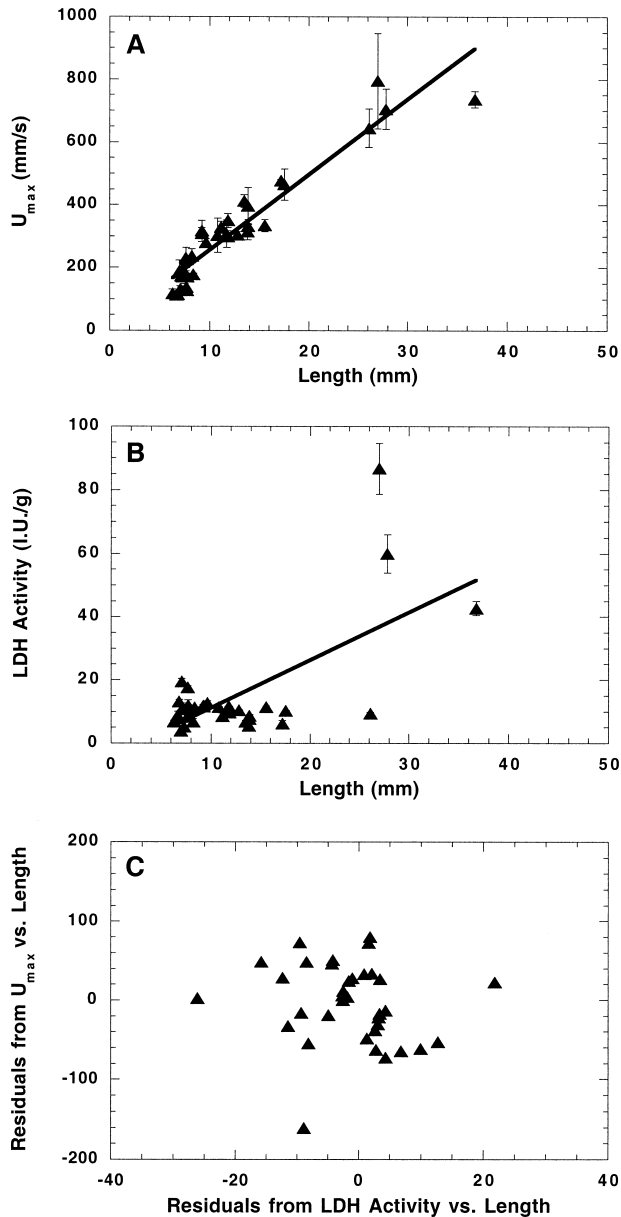 A
1000
800
600
400
200
0
0 10 20 30 40 50
Umax (mm/s)
Length (mm)
B
100
80
60
40
20
0
0 10 20 30 40 50
LDH Activity (I.U./g)
Length (mm)
C
200
100
0
-100
-200
-40 -20 0 20 40
Residuals from Umax vs. Length
Residuals from LDH Activity vs. Length